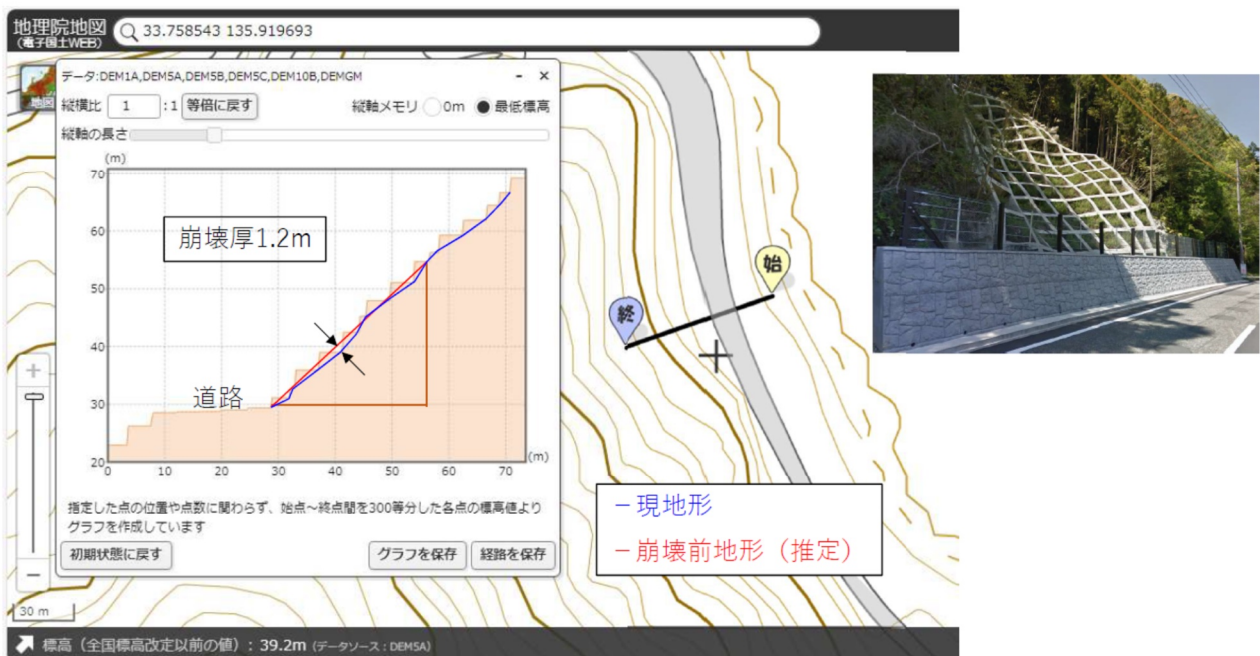 地理院地図
(電子国土WEB)
33.758543 135.919693
地図
データ:DEM1A,DEM5A,DEM5B,DEM5C,DEM10B,DEMGM
- ×
縦横比 1 :1 等倍に戻す 縦軸メモリ 0m 最低標高
縦軸の長さ
(m)
70
60
50
40
30
20
崩壊厚1.2m
道路
0 10 20 30 40 50 60 70 (m)
指定した点の位置や点数に関わらず、始点~終点間を300等分した各点の標高値より
グラフを作成しています
初期状態に戻す グラフを保存 経路を保存
始
終
+
-
30 m
-現地形
-崩壊前地形(推定)
標高(全国標高改定以前の値):39.2m(データソース:DEM5A)